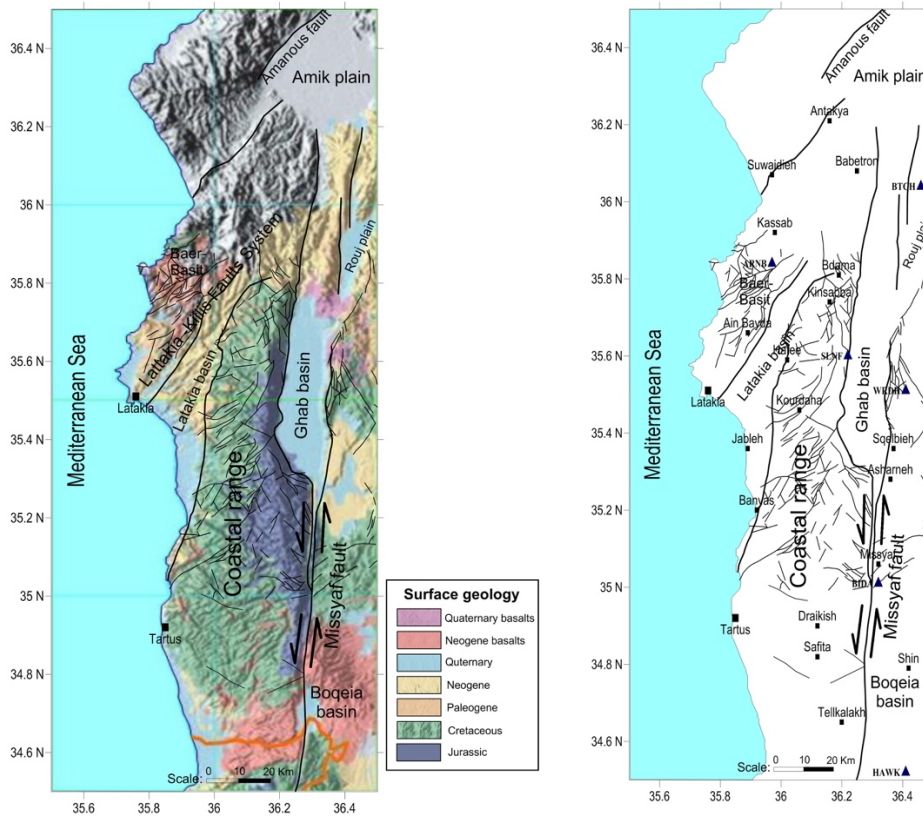 36.4 N
36.2 N
36 N
35.8 N
35.6 N
35.4 N
35.2 N
35 N
34.8 N
34.6 N
Amanous fault
Amik plain
Baer-
Basit
Lattakia -Killis Faults System
Rouj plain
Latakia basin
Ghab basin
Mediterranean Sea
Latakia
Coastal range
Missyaf fault
Tartus
Boqeia
basin
Scale:
0 10 20 Km
35.6
35.8
36
36.2
36.4
Surface geology
Quaternary basalts
Neogene basalts
Quternary
Neogene
Paleogene
Cretaceous
Jurassic
36.4 N
36.2 N
36 N
35.8 N
35.6 N
35.4 N
35.2 N
35 N
34.8 N
34.6 N
Amanous fault
Amik plain
Antakya
Suwaidieh
Babetron
BTCH
Kassab
Rouj
ARNB
Baer-
Basit
Bdama
Kinsabba
Ain Bayda
SLNF
Latakia basin
Ghab basin
Mediterranean Sea
Latakia
Kourdaha
Jableh
Sqelbieh
Asharneh
Banyas
Coastal range
Missyaf
Missyaf fault
Tartus
Draikish
Safita
Shin
Boqeia
basin
Tellkalakh
HAWK
Scale:
0 10 20 Km
35.6
35.8
36
36.2
36.4